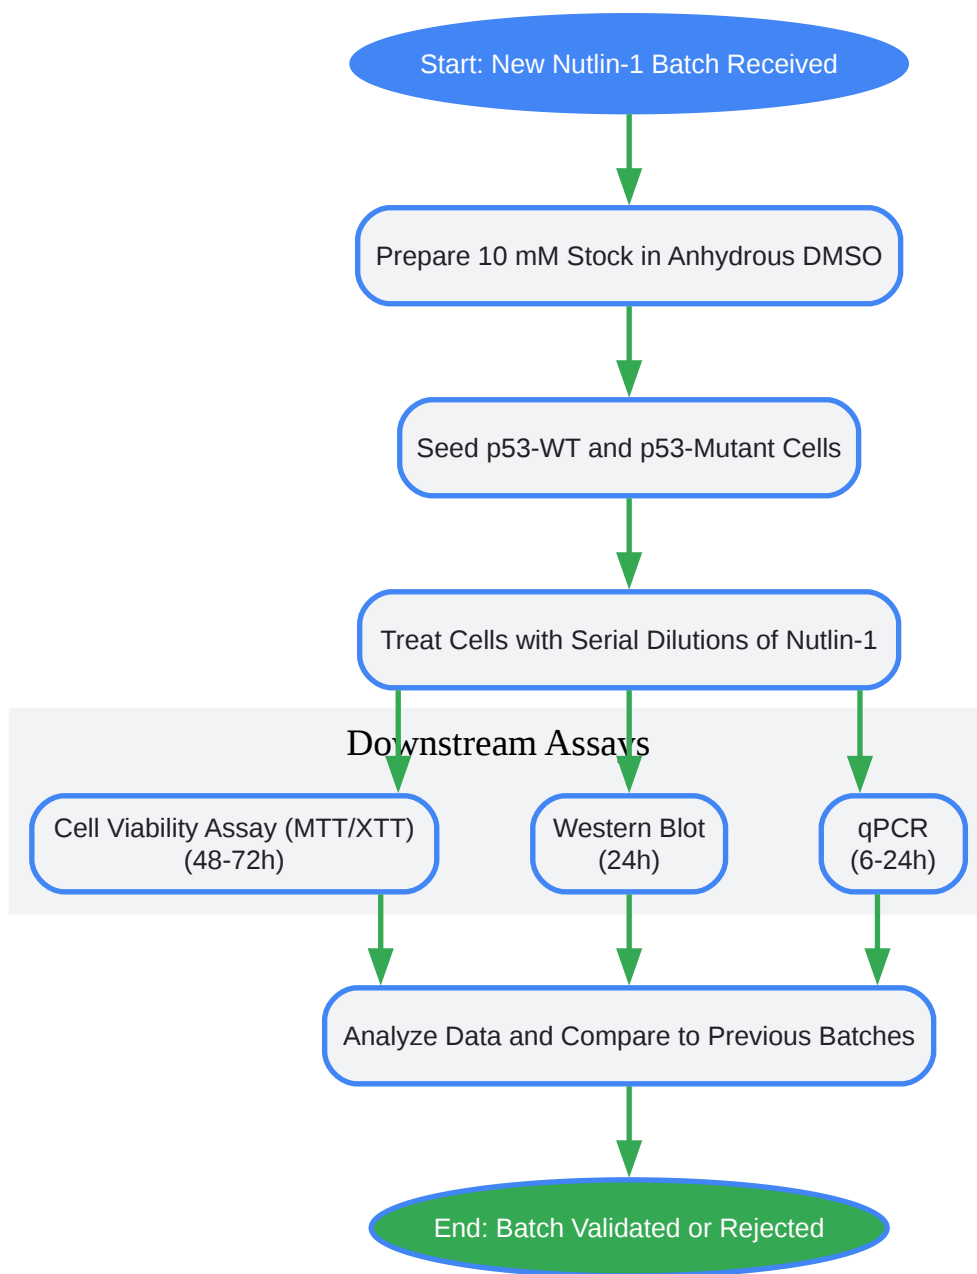 Start: New Nutlin-1 Batch Received
Prepare 10 mM Stock in Anhydrous DMSO
Seed p53-WT and p53-Mutant Cells
Treat Cells with Serial Dilutions of Nutlin-1
Downstream Assays
Cell Viability Assay (MTT/XTT)
(48-72h)
Western Blot
(24h)
qPCR
(6-24h)
Analyze Data and Compare to Previous Batches
End: Batch Validated or Rejected